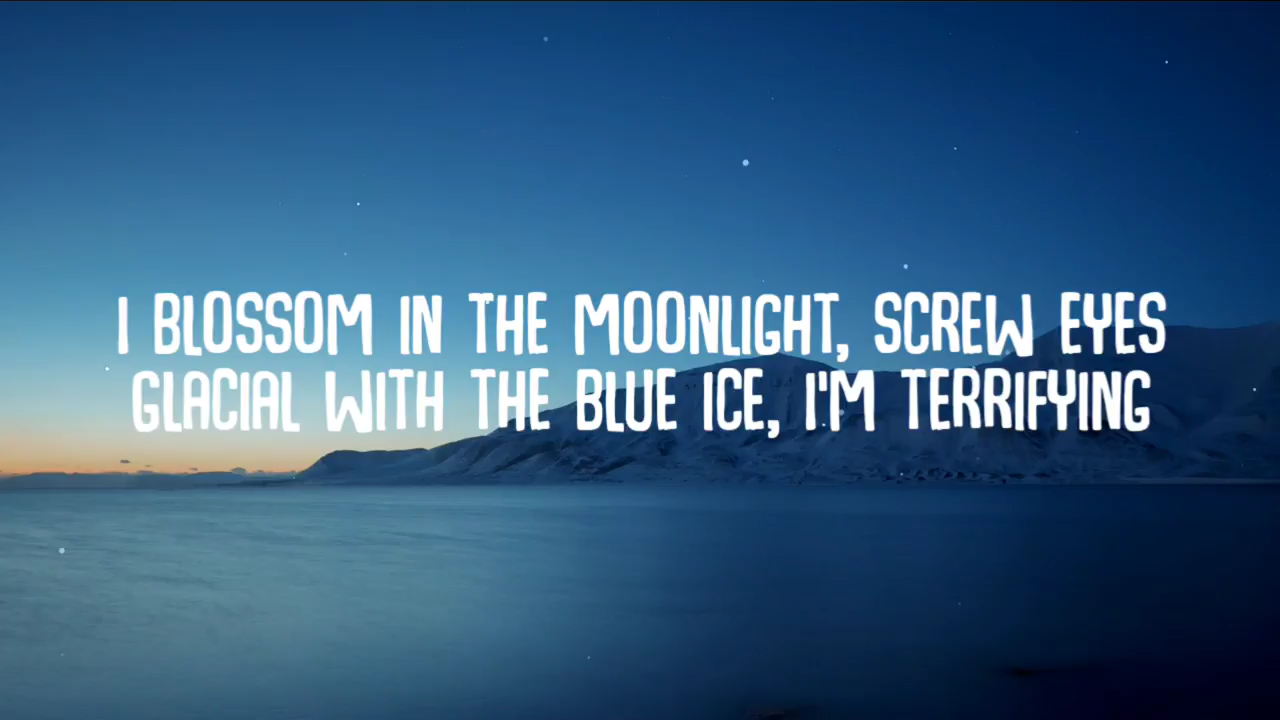 I BLOSSOM IN THE MOONLIGHT, SCREW EYES
GLACIAL WITH THE BLUE ICE, I'M TERRIFYING